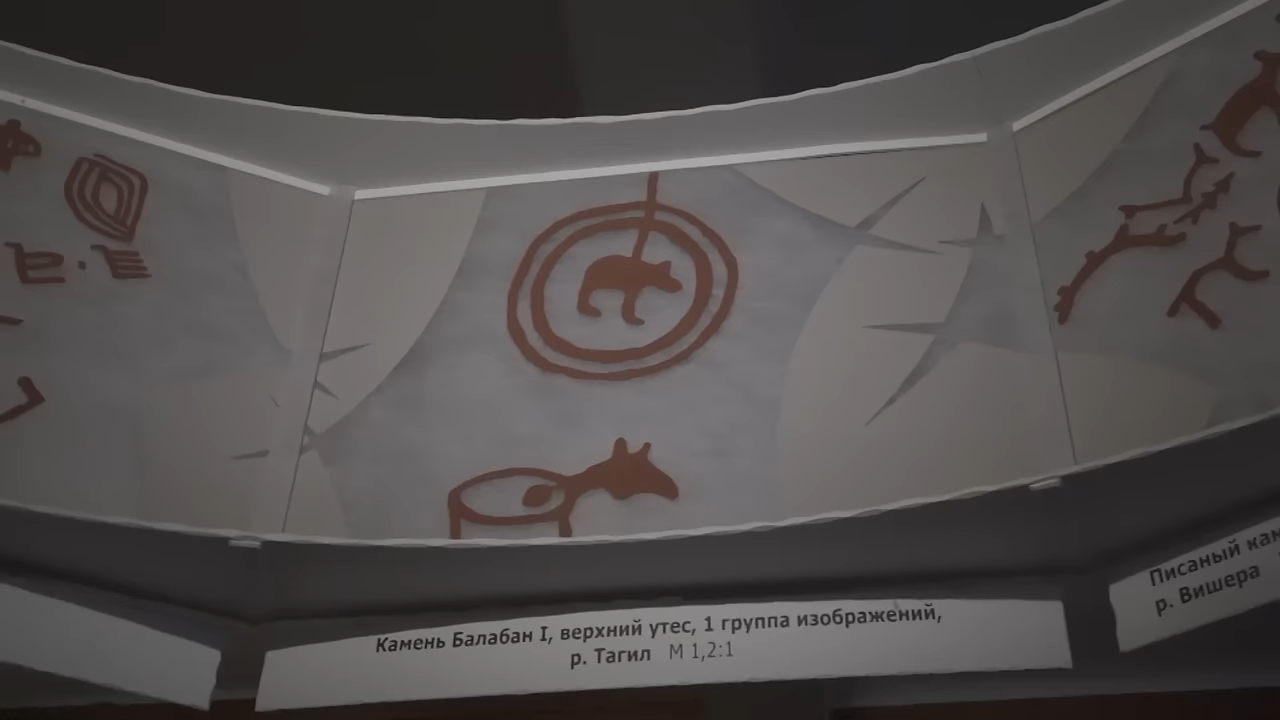 Камень Балабан I, верхний утес, 1 группа изображений,
р. Тагил М 1,2:1
Писаный
р. Вишера